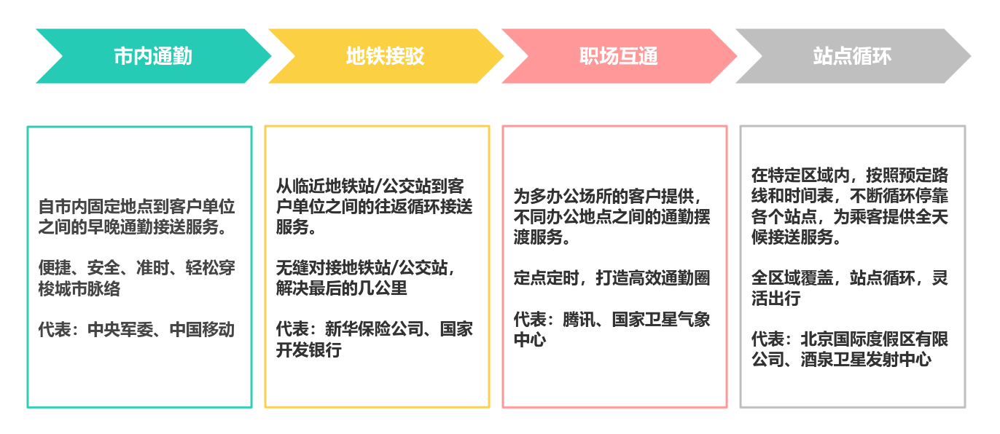 市内通勤
地铁接驳
职场互通
站点循环
自市内固定地点到客户单位
之间的早晚通勤接送服务。
便捷、安全、准时、轻松穿
梭城市脉络
代表：中央军委、中国移动
从临近地铁站/公交站到客
户单位之间的往返循环接送
服务。
无缝对接地铁站/公交站，
解决最后的几公里
代表：新华保险公司、国家
开发银行
为多办公场所的客户提供，
不同办公地点之间的通勤摆
渡服务。
定点定时，打造高效通勤圈
代表：腾讯、国家卫星气象
中心
在特定区域内，按照预定路
线和时间表，不断循环停靠
各个站点，为乘客提供全天
候接送服务。
全区域覆盖，站点循环，灵
活出行
代表：北京国际度假区有限
公司、酒泉卫星发射中心